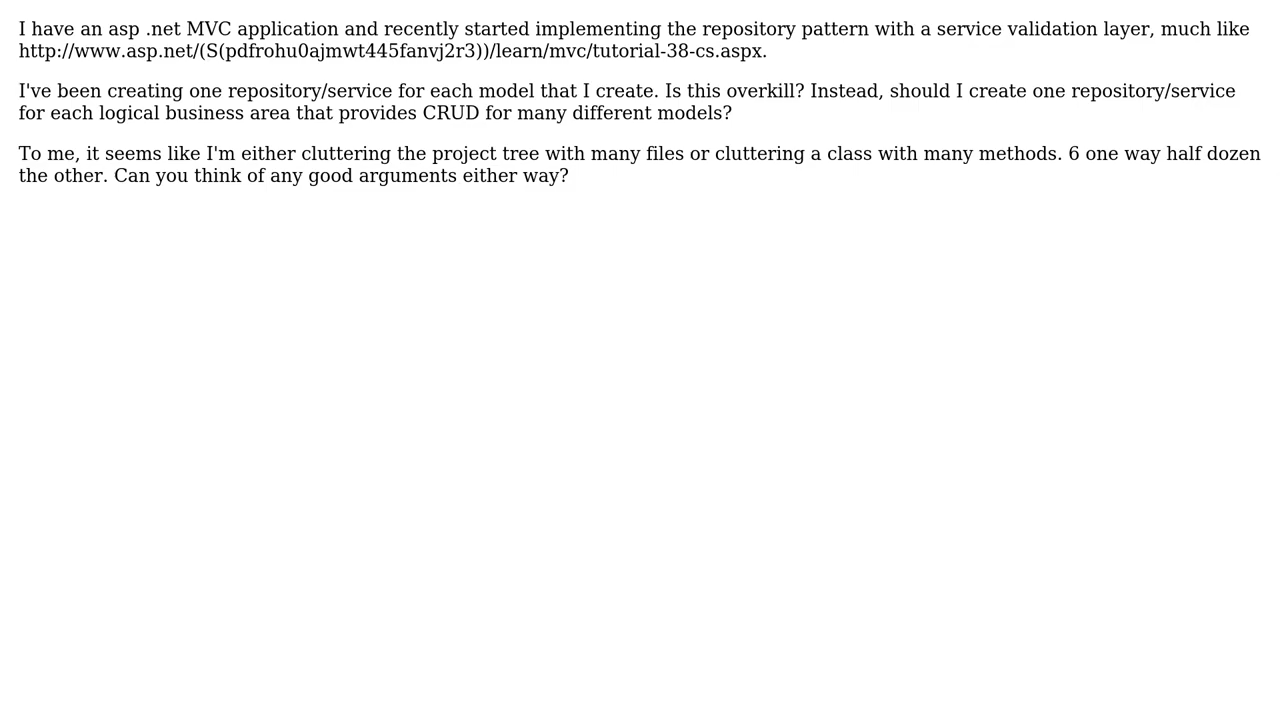 I have an asp .net MVC application and recently started implementing the repository pattern with a service validation layer, much like
http://www.asp.net/(S(pdfrohu0ajmwt445fanvj2r3))/learn/mvc/tutorial-38-cs.aspx.
I've been creating one repository/service for each model that I create. Is this overkill? Instead, should I create one repository/service
for each logical business area that provides CRUD for many different models?
To me, it seems like I'm either cluttering the project tree with many files or cluttering a class with many methods. 6 one way half dozen
the other. Can you think of any good arguments either way?